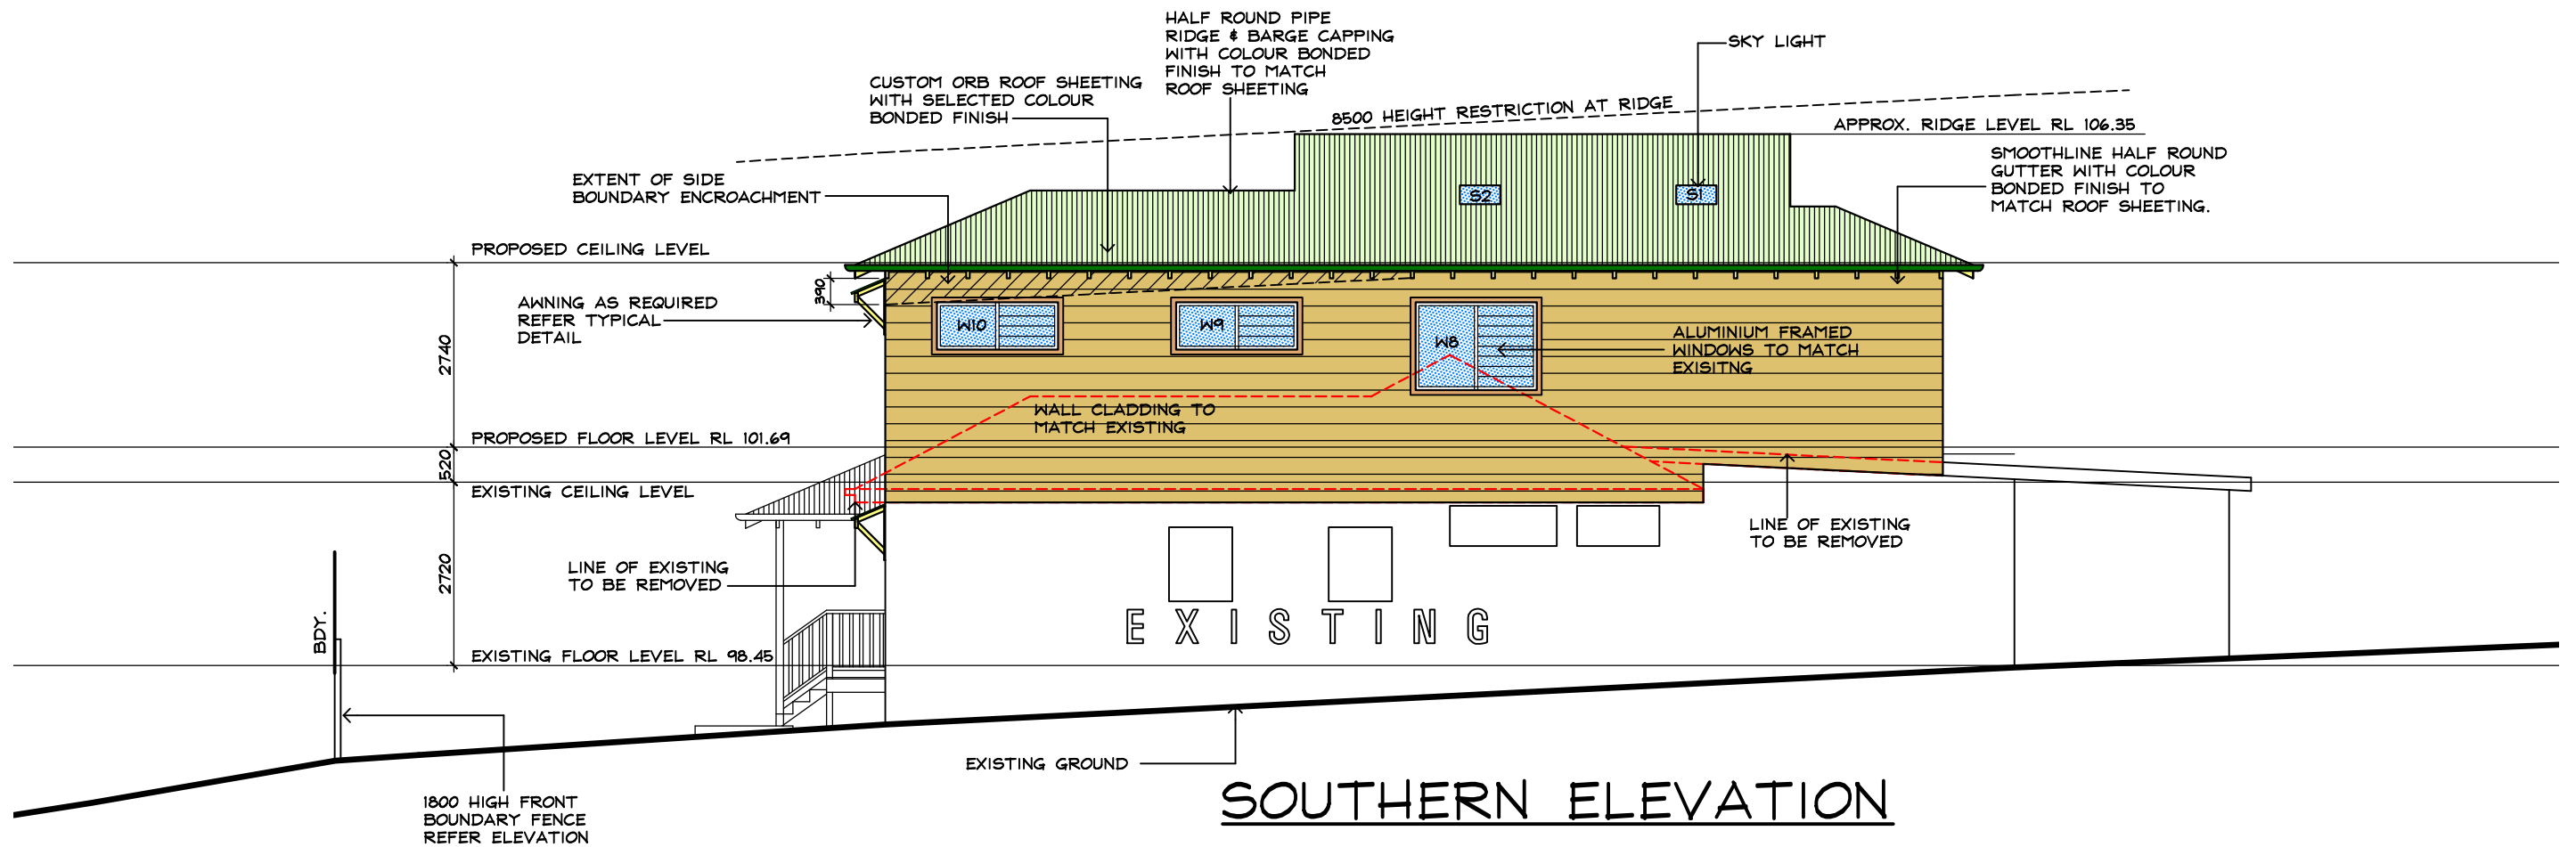 HALF ROUND PIPE
RIDGE & BARGE CAPPING
WITH COLOUR BONDED
FINISH TO MATCH
ROOF SHEETING
SKY LIGHT
CUSTOM ORB ROOF SHEETING
WITH SELECTED COLOUR
BONDED FINISH
8500 HEIGHT RESTRICTION AT RIDGE
APPROX. RIDGE LEVEL RL 106.35
SMOOTHLINE HALF ROUND
GUTTER WITH COLOUR
BONDED FINISH TO
MATCH ROOF SHEETING.
EXTENT OF SIDE
BOUNDARY ENCROACHMENT
S2
S1
PROPOSED CEILING LEVEL
390
AWNING AS REQUIRED
REFER TYPICAL
DETAIL
2740
W10
W9
W8
ALUMINIUM FRAMED
WINDOWS TO MATCH
EXISITNG
WALL CLADDING TO
MATCH EXISTING
PROPOSED FLOOR LEVEL RL 101.69
520
EXISTING CEILING LEVEL
LINE OF EXISTING
TO BE REMOVED
LINE OF EXISTING
TO BE REMOVED
2720
EXISTING
BDY.
EXISTING FLOOR LEVEL RL 98.45
EXISTING GROUND
1800 HIGH FRONT
BOUNDARY FENCE
REFER ELEVATION
SOUTHERN ELEVATION